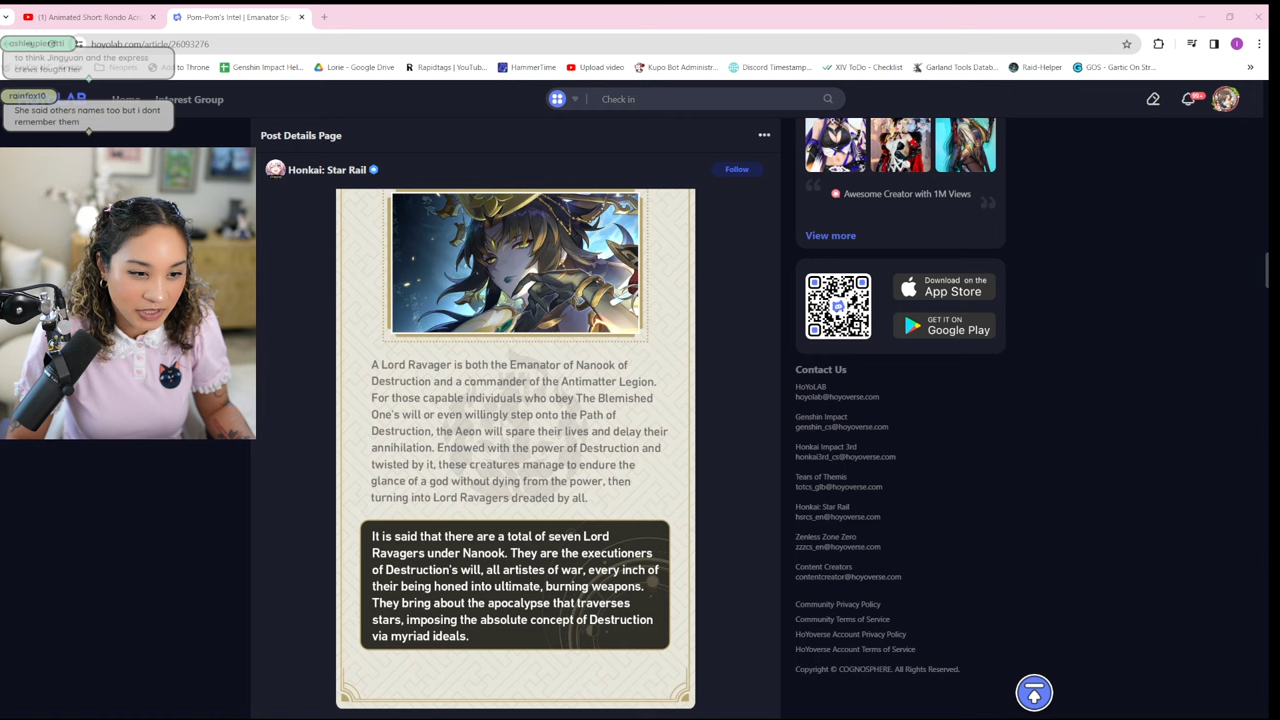 (1) Animated Short: Rondo Acro
Pom-Pom's Intel | Emanator Sp
hoyolab.com/article/26093276
Add to Throne
Genshin Impact Hel...
Lorie - Google Drive
Rapidtags | YouTub...
HammerTime
Upload video
Kupo Bot Administr...
Discord Timestamp...
XIV ToDo - Checklist
Garland Tools Datab...
Raid-Helper
GOS - Gartic On Str...
to think Jingyuan and the express
crews fought her
rainfox10
She said others names too but i dont
remember them
Interest Group
Check in
99+
Post Details Page
Honkai: Star Rail
Follow
A Lord Ravager is both the Emanator of Nanook of
Destruction and a commander of the Antimatter Legion.
For those capable individuals who obey The Blemished
One's will or even willingly step onto the Path of
Destruction, the Aeon will spare their lives and delay their
annihilation. Endowed with the power of Destruction and
twisted by it, these creatures manage to endure the
glance of a god without dying from the power, then
turning into Lord Ravagers dreaded by all.
It is said that there are a total of seven Lord
Ravagers under Nanook. They are the executioners
of Destruction's will, all artistes of war, every inch of
their being honed into ultimate, burning weapons.
They bring about the apocalypse that traverses
stars, imposing the absolute concept of Destruction
via myriad ideals.
Awesome Creator with 1M Views
View more
Download on the
App Store
GET IT ON
Google Play
Contact Us
HoYoLAB
hoyolab@hoyoverse.com
Genshin Impact
genshin_cs@hoyoverse.com
Honkai Impact 3rd
honkai3rd_cs@hoyoverse.com
Tears of Themis
totcs_glb@hoyoverse.com
Honkai: Star Rail
hsrcs_en@hoyoverse.com
Zenless Zone Zero
zzzcs_en@hoyoverse.com
Content Creators
contentcreator@hoyoverse.com
Community Privacy Policy
Community Terms of Service
HoYoverse Account Privacy Policy
HoYoverse Account Terms of Service
Copyright © COGNOSPHERE. All Rights Reserved.